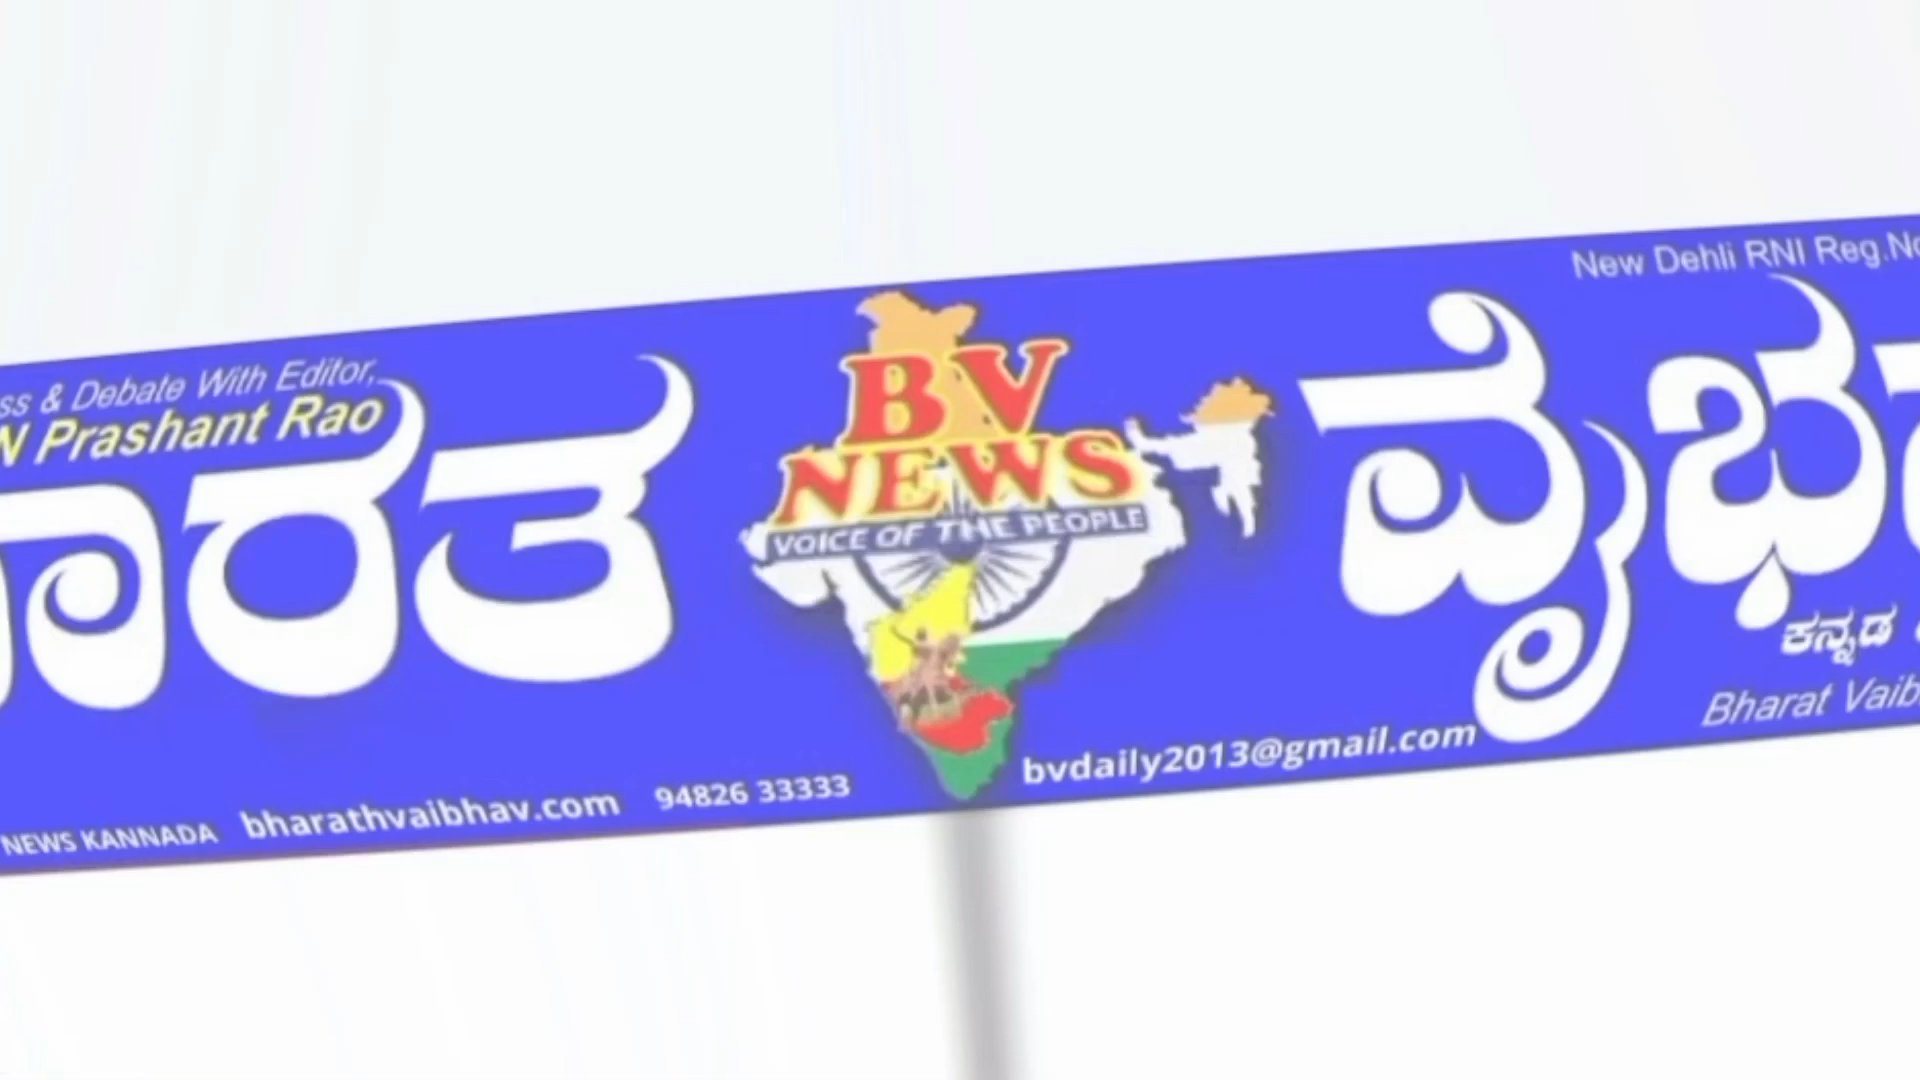 & Debate With Editor,
N Prashant Rao
ಾರತ
BV
NEWS
VOICE OF THE PEOPLE
New Dehli RNI Reg.No
ವೈಭ
ಕನ್ನಡ
Bharat Vaib
NEWS KANNADA bharathvaibhav.com 94826 33333
bvdaily2013@gmail.com